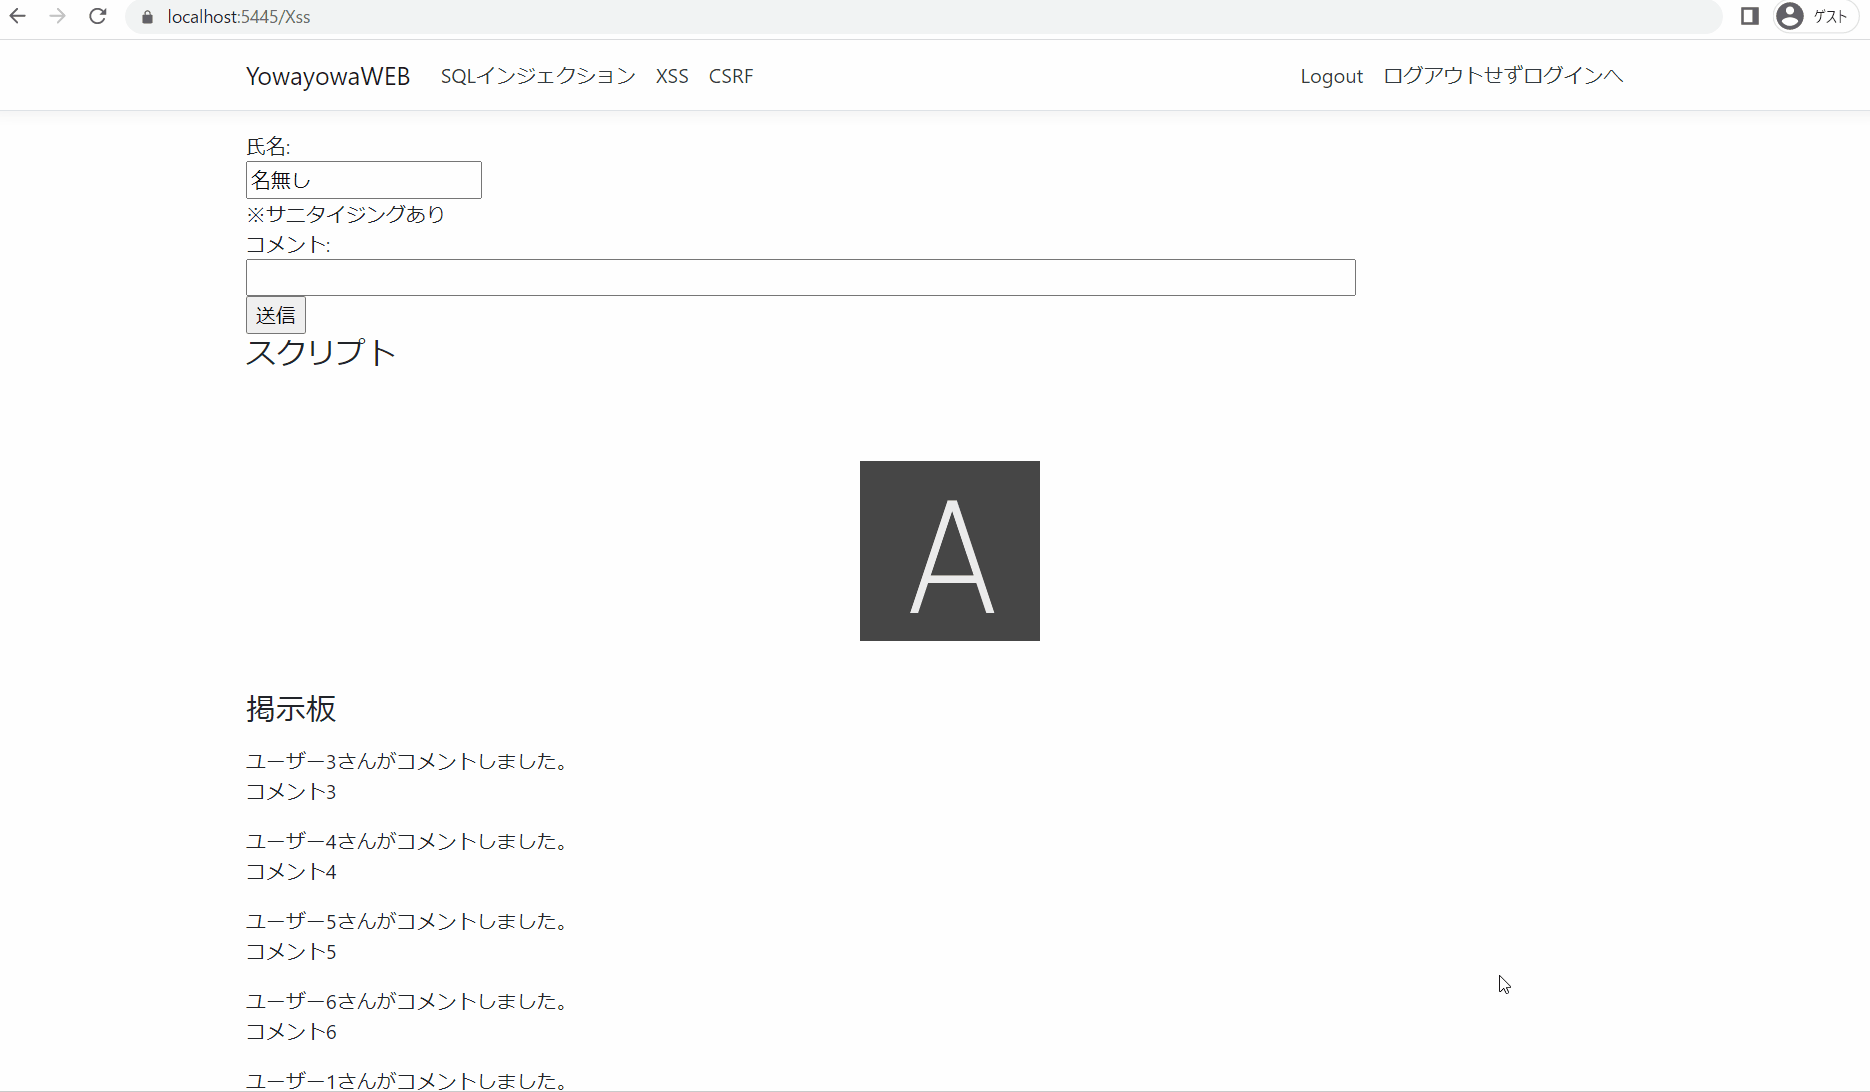 localhost:5445/Xss
ゲスト
YowayowaWEB SQLインジェクション XSS CSRF Logout ログアウトせずログインへ
氏名:
名無し
※サニタイジングあり
コメント:
送信
スクリプト
A
掲示板
ユーザー3さんがコメントしました。
コメント3
ユーザー4さんがコメントしました。
コメント4
ユーザー5さんがコメントしました。
コメント5
ユーザー6さんがコメントしました。
コメント6
ユーザー1さんがコメントしました。